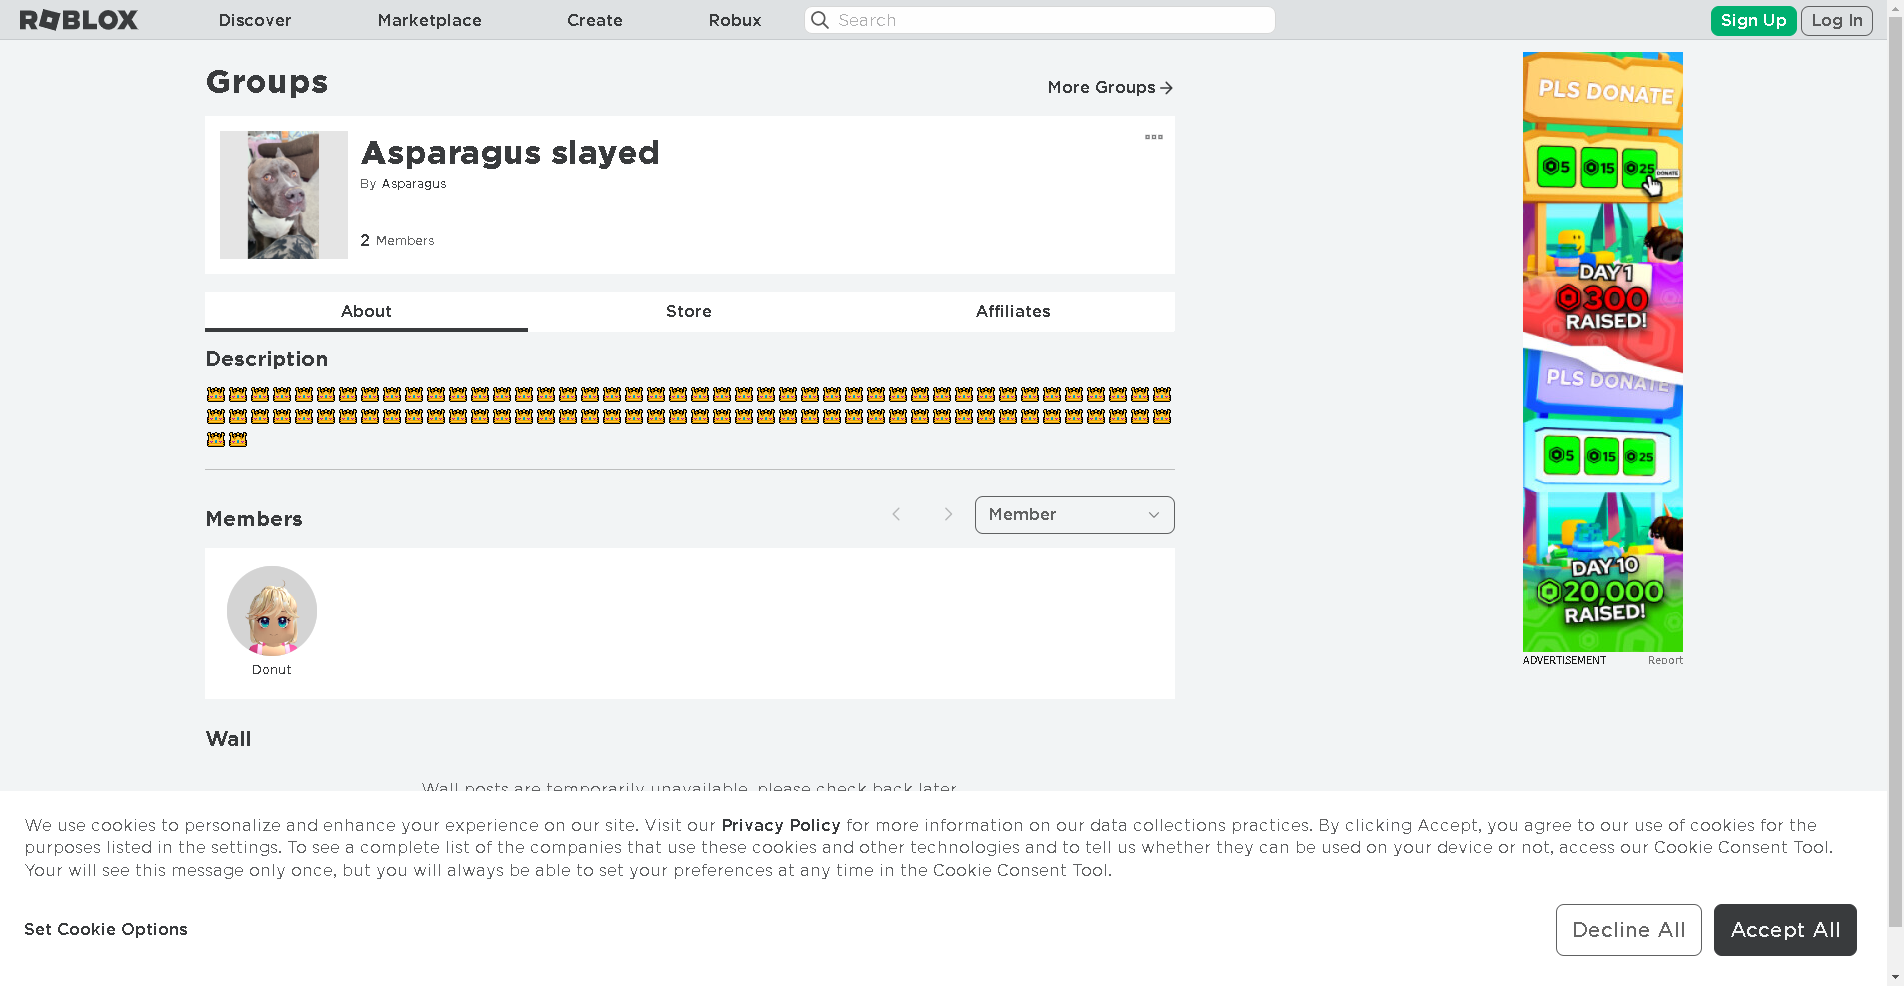 ROBLOX Discover Marketplace Create Robux Search Sign Up Log In
Groups
More Groups
Asparagus slayed
By Asparagus
2 Members
About Store Affiliates
Description
👑👑👑👑👑👑👑👑👑👑👑👑👑👑👑👑👑👑👑👑👑👑👑👑👑👑👑👑👑👑👑👑👑👑👑👑👑👑👑👑👑👑👑👑
👑👑👑👑👑👑👑👑👑👑👑👑👑👑👑👑👑👑👑👑👑👑👑👑👑👑👑👑👑👑👑👑👑👑👑👑👑👑👑👑👑👑👑👑
👑👑
Members
Member
Donut
Wall
Wall posts are temporarily unavailable, please check back later.
PLS DONATE
5 15 25
DONATE
DAY 1
300
RAISED!
PLS DONATE
5 15 25
DAY 10
20,000
RAISED!
ADVERTISEMENT Report
We use cookies to personalize and enhance your experience on our site. Visit our Privacy Policy for more information on our data collections practices. By clicking Accept, you agree to our use of cookies for the
purposes listed in the settings. To see a complete list of the companies that use these cookies and other technologies and to tell us whether they can be used on your device or not, access our Cookie Consent Tool.
Your will see this message only once, but you will always be able to set your preferences at any time in the Cookie Consent Tool.
Set Cookie Options
Decline All Accept All